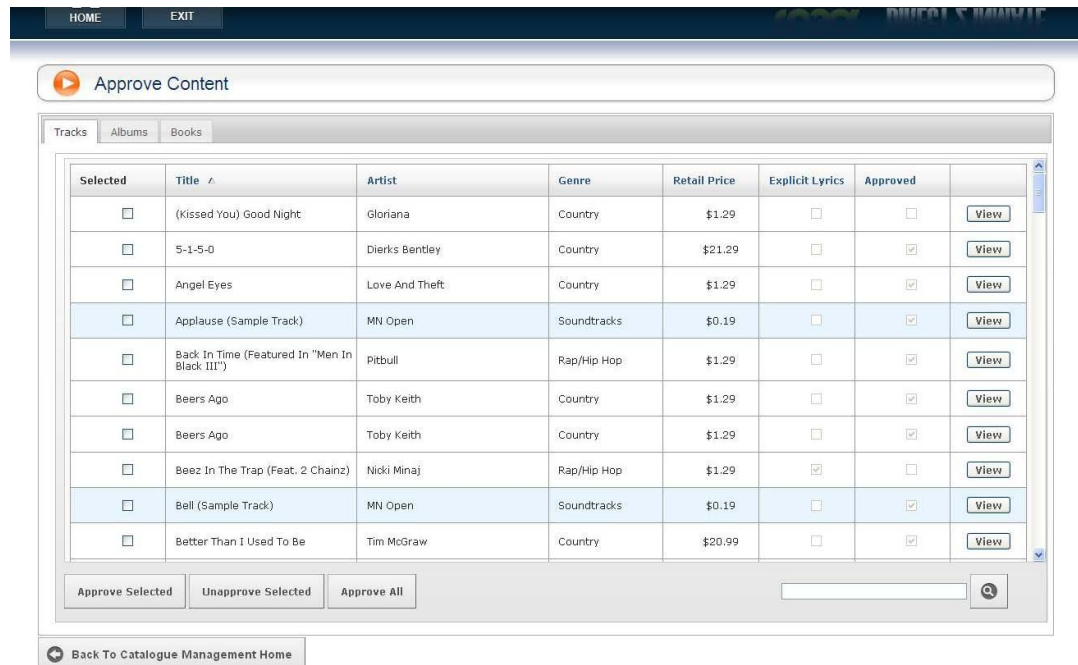 HOME EXIT
Approve Content
Tracks Albums Books
Selected Title Artist Genre Retail Price Explicit Lyrics Approved
(Kissed You) Good Night Gloriana Country $1.29 View
5-1-5-0 Dierks Bentley Country $21.29 View
Angel Eyes Love And Theft Country $1.29 View
Applause (Sample Track) MN Open Soundtracks $0.19 View
Back In Time (Featured In "Men In
Black III") Pitbull Rap/Hip Hop $1.29 View
Beers Ago Toby Keith Country $1.29 View
Beers Ago Toby Keith Country $1.29 View
Beez In The Trap (Feat. 2 Chainz) Nicki Minaj Rap/Hip Hop $1.29 View
Bell (Sample Track) MN Open Soundtracks $0.19 View
Better Than I Used To Be Tim McGraw Country $20.99 View
Approve Selected Unapprove Selected Approve All
Back To Catalogue Management Home